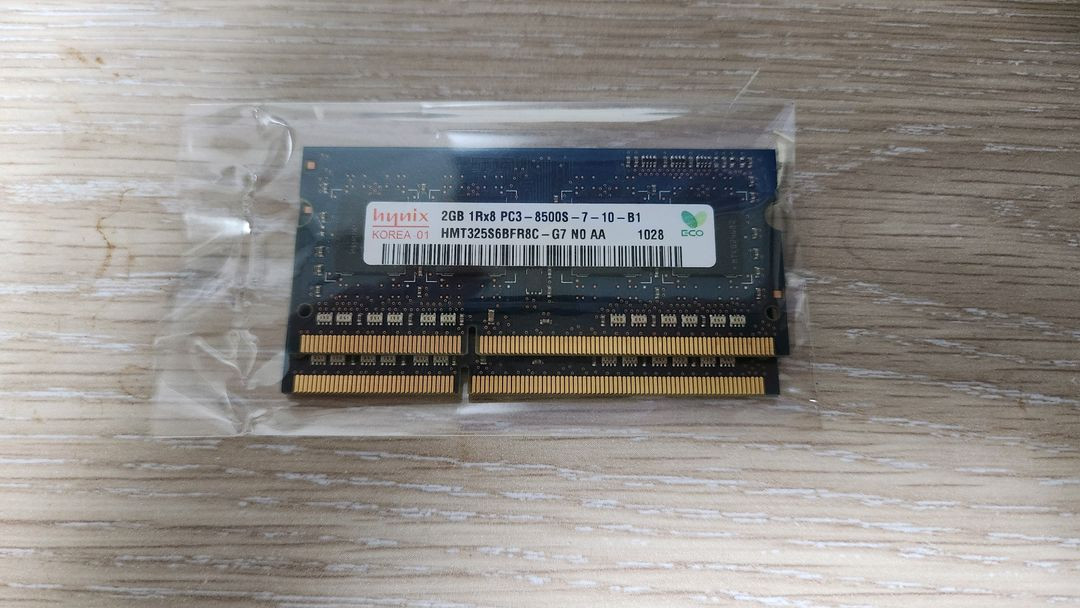 hynix 2GB 1Rx8 PC3-8500S-7-10-B1
KOREA-01 HMT325S6BFR8C-G7 N0 AA 1028
ECO